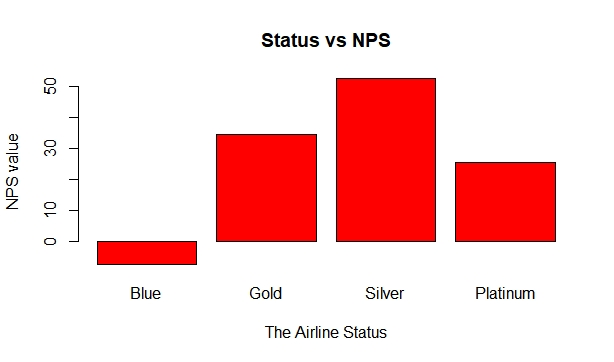 Status vs NPS
NPS value
50
30
10
0
Blue Gold Silver Platinum
The Airline Status